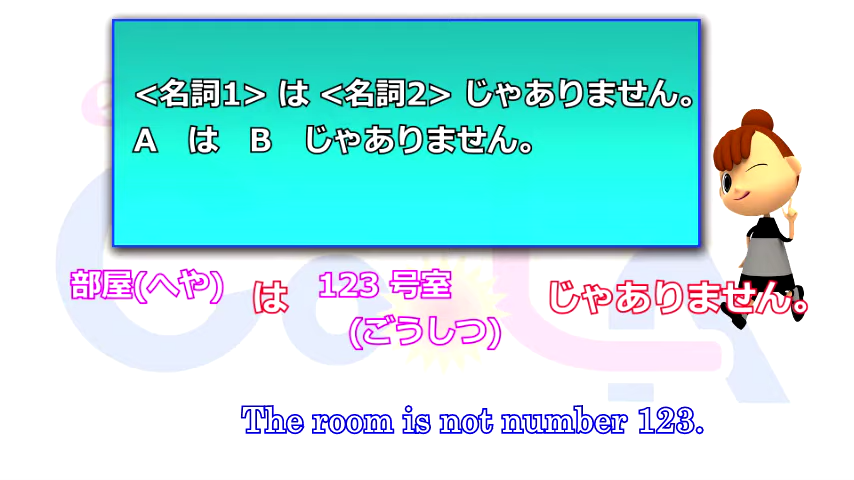 <名詞1> は <名詞2> じゃありません。
A　は　B　じゃありません。
部屋(へや) は 123 号室 じゃありません。
(ごうしつ)
The room is not number 123.